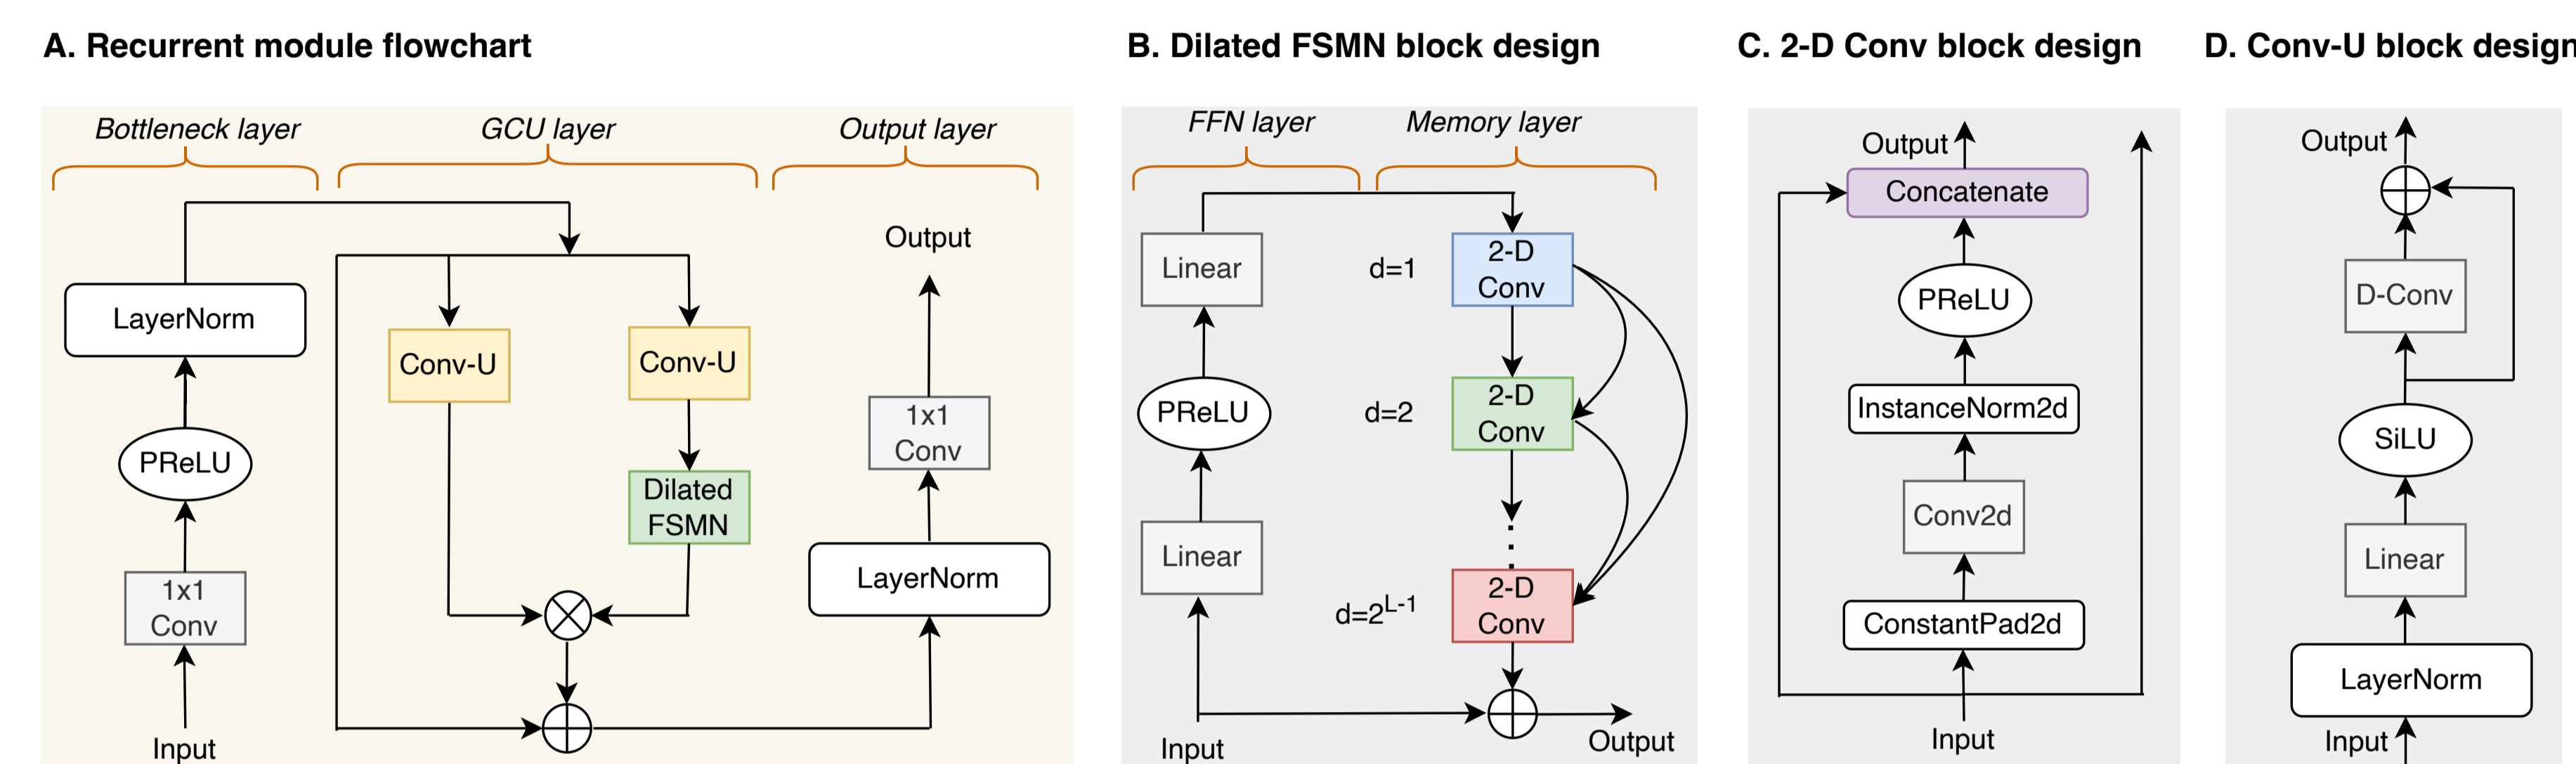 A. Recurrent module flowchart
Bottleneck layer
GCU layer
Output layer
LayerNorm
PReLU
1x1
Conv
Input
Conv-U
Conv-U
Dilated
FSMN
Output
1x1
Conv
LayerNorm
B. Dilated FSMN block design
FFN layer
Memory layer
Linear
PReLU
Linear
Input
d=1
2-D
Conv
d=2
2-D
Conv
d=2^{L-1}
2-D
Conv
Output
C. 2-D Conv block design
Output
Concatenate
PReLU
InstanceNorm2d
Conv2d
ConstantPad2d
Input
D. Conv-U block design
Output
D-Conv
SiLU
Linear
LayerNorm
Input